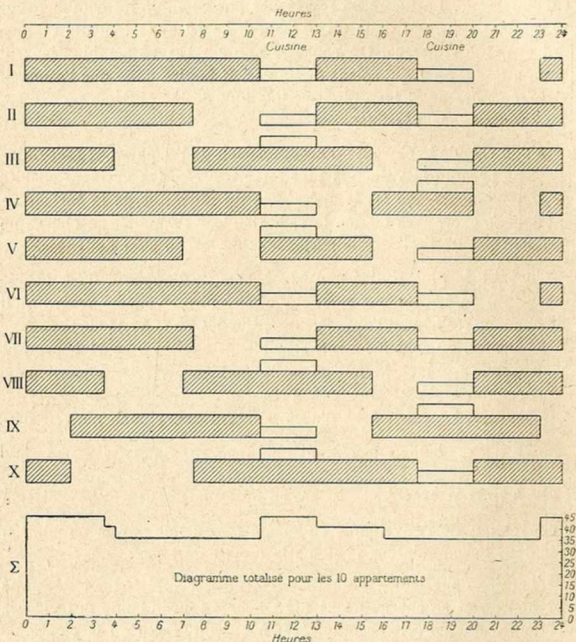 Heures
0 1 2 3 4 5 6 7 8 9 10 11 12 13 14 15 16 17 18 19 20 21 22 23 24
Cuisine Cuisine
I
II
III
IV
V
VI
VII
VIII
IX
X
45
40
35
30
25
20
15
10
5
0
Σ
Diagramme totalisé pour les 10 appartements
0 1 2 3 4 5 6 7 8 9 10 11 12 13 14 15 16 17 18 19 20 21 22 23 24
Heures